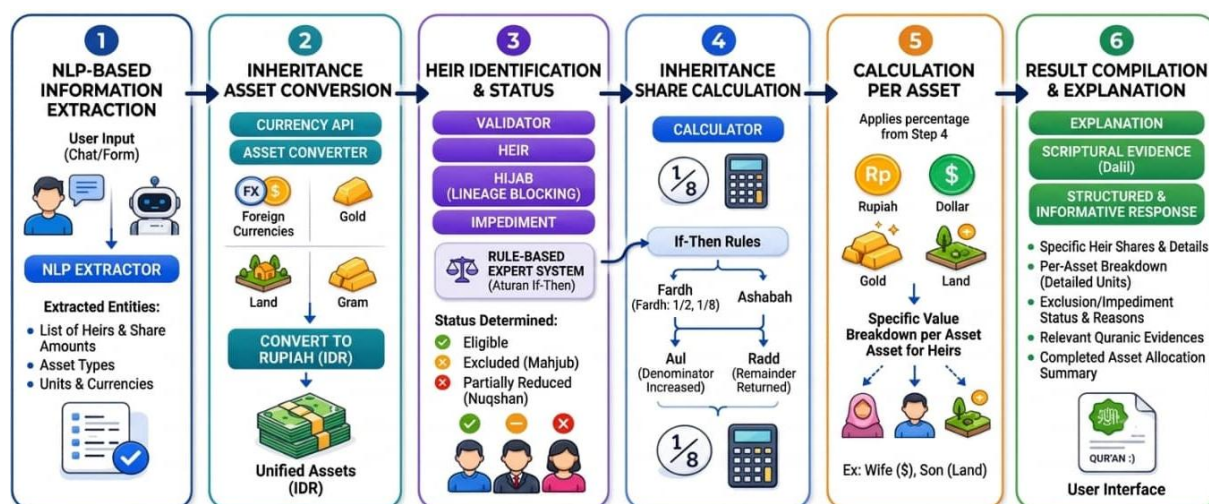 1
NLP-BASED
INFORMATION
EXTRACTION
User Input
(Chat/Form)
NLP EXTRACTOR
Extracted Entities:
• List of Heirs & Share
Amounts
• Asset Types
• Units & Currencies
2
INHERITANCE
ASSET CONVERSION
CURRENCY API
ASSET CONVERTER
FX $
Foreign
Currencies
Gold
Land
Gram
CONVERT TO
RUPIAH (IDR)
Unified Assets
(IDR)
3
HEIR IDENTIFICATION
& STATUS
VALIDATOR
HEIR
HIJAB
(LINEAGE BLOCKING)
IMPEDIMENT
RULE-BASED
EXPERT SYSTEM
(Aturan If-Then)
Status Determined:
Eligible
Excluded (Mahjub)
Partially Reduced
(Nuqshan)
4
INHERITANCE
SHARE CALCULATION
CALCULATOR
1/8
If-Then Rules
Fardh
(Fardh: 1/2, 1/8)
Ashabah
Aul
(Denominator
Increased)
Radd
(Remainder
Returned)
1/8
5
CALCULATION
PER ASSET
Applies percentage
from Step 4
Rp
Rupiah
$
Dollar
Gold
Land
Specific Value
Breakdown per Asset
Asset for Heirs
Ex: Wife ($), Son (Land)
6
RESULT COMPILATION
& EXPLANATION
EXPLANATION
SCRIPTURAL EVIDENCE
(Dalil)
STRUCTURED &
INFORMATIVE RESPONSE
• Specific Heir Shares & Details
• Per-Asset Breakdown
(Detailed Units)
• Exclusion/Impediment
Status & Reasons
• Relevant Quranic Evidences
• Completed Asset Allocation
Summary
QUR'AN :)
User Interface